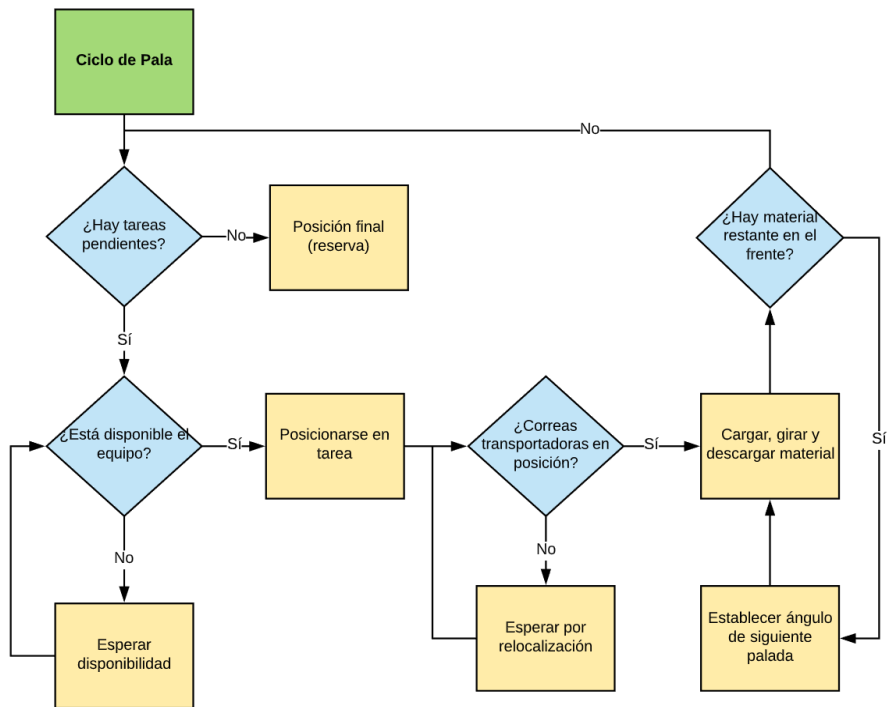 Ciclo de Pala
No
¿Hay tareas
pendientes?
No
Posición final
(reserva)
¿Hay material
restante en el
frente?
Sí
Sí
¿Está disponible el
equipo?
Sí
Posicionarse en
tarea
¿Correas
transportadoras en
posición?
Sí
Cargar, girar y
descargar material
No
No
Esperar
disponibilidad
Esperar por
relocalización
Establecer ángulo
de siguiente
palada